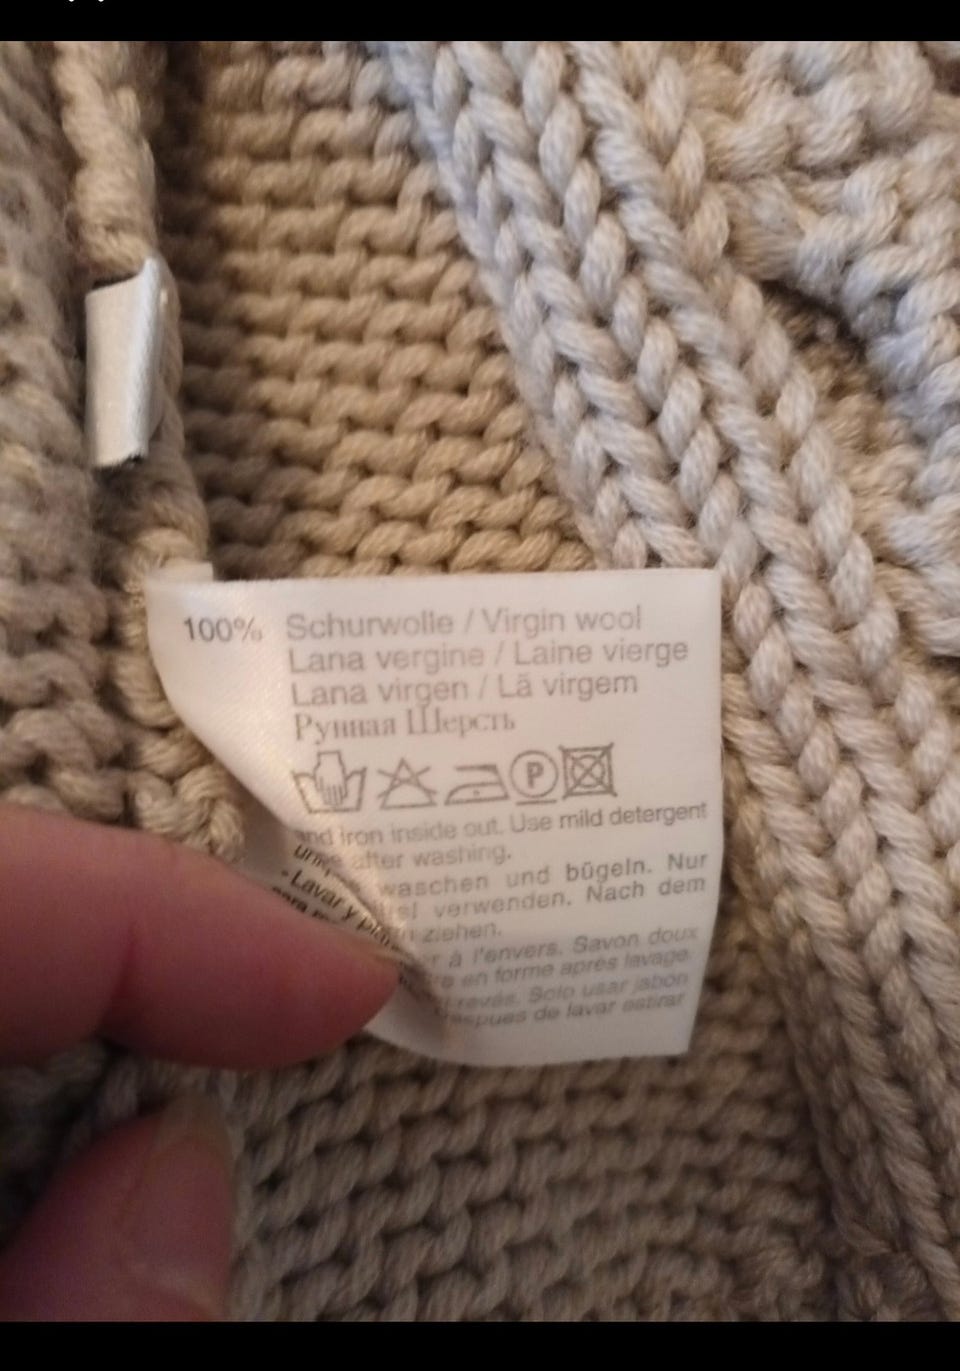 100% Schurwolle / Virgin wool
Lana vergine / Laine vierge
Lana virgen / Lã virgem
Рунная Шерсть
P
and iron inside out. Use mild detergent
after washing.
waschen und bügeln. Nur
verwenden. Nach dem
ziehen.
- Lavar y
à l'envers. Savon doux
en forme après lavage.
revés. Solo usar jabón
de lavar estirar